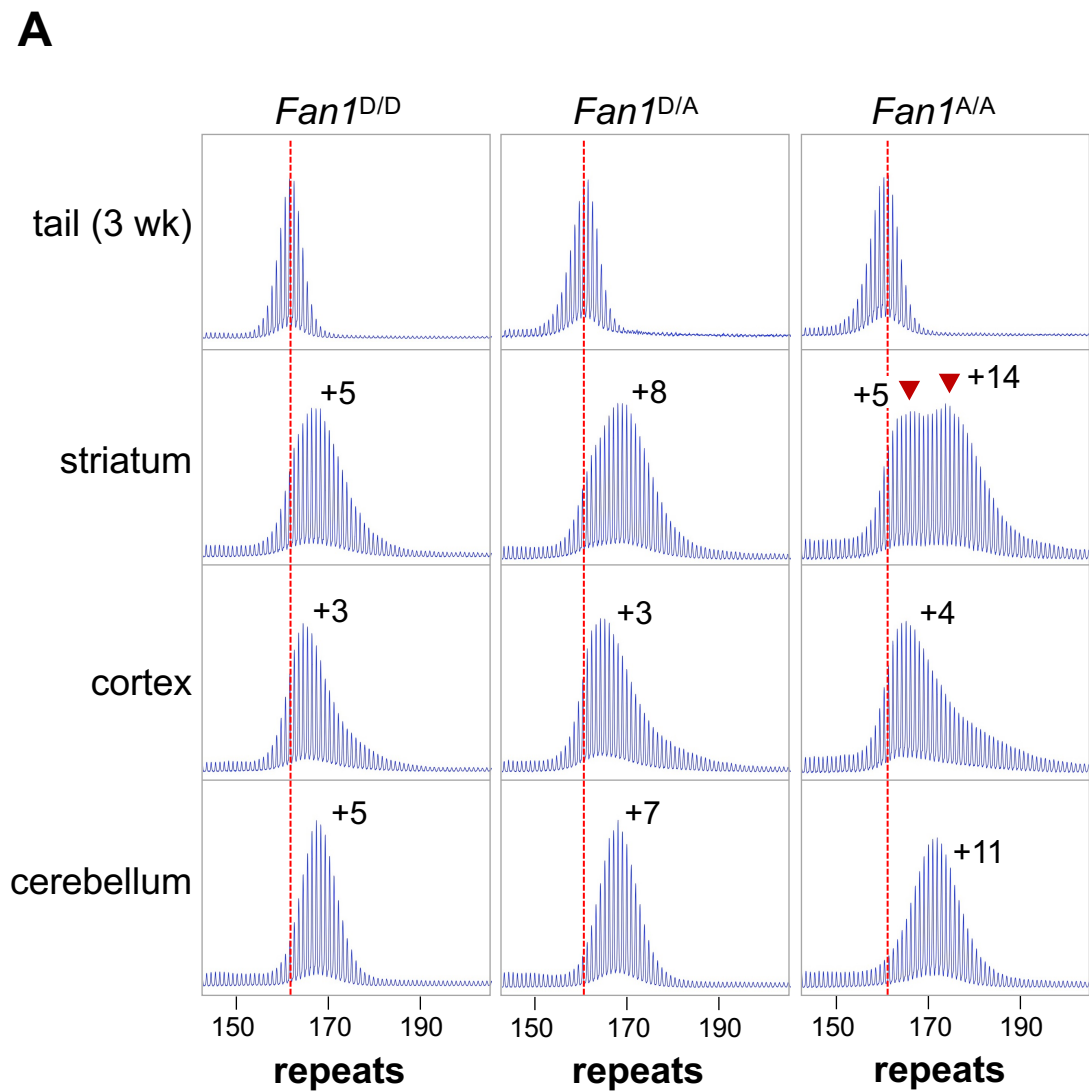 A
Fan1D/D Fan1D/A Fan1A/A
tail (3 wk)
striatum +5 +8 +5 +14
cortex +3 +3 +4
cerebellum +5 +7 +11
150 170 190 150 170 190 150 170 190
repeats repeats repeats